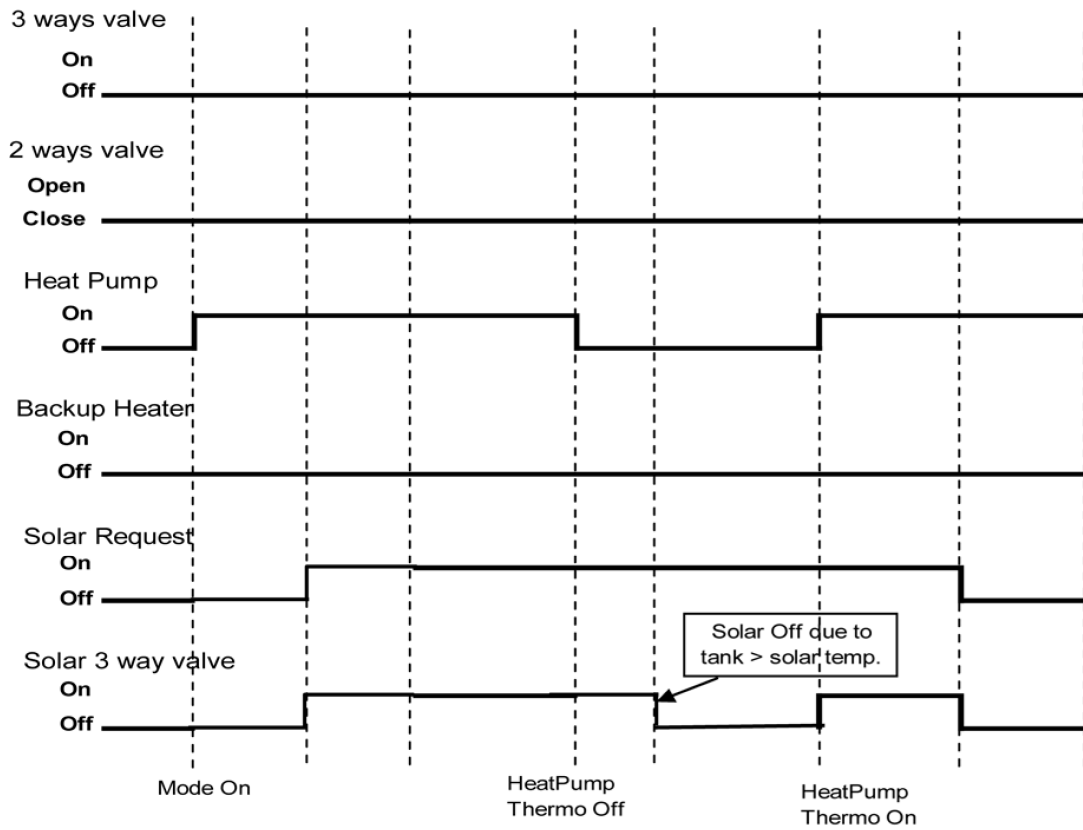 3 ways valve
On
Off
2 ways valve
Open
Close
Heat Pump
On
Off
Backup Heater
On
Off
Solar Request
On
Off
Solar Off due to
tank > solar temp.
Solar 3 way valve
On
Off
Mode On
HeatPump
Thermo Off
HeatPump
Thermo On